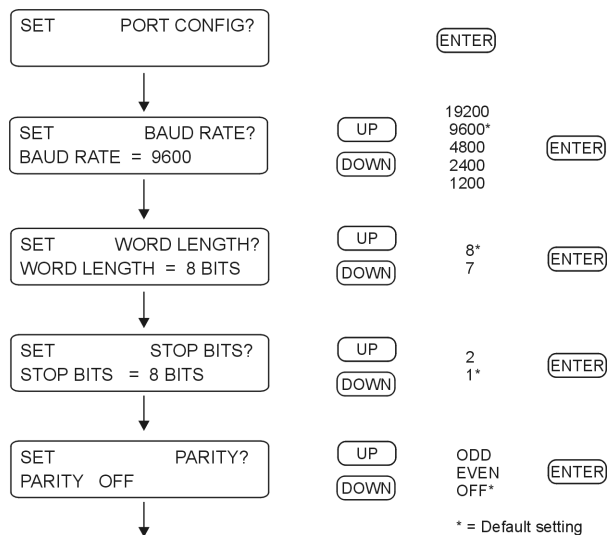 SET PORT CONFIG?
ENTER
SET BAUD RATE?
BAUD RATE = 9600
UP
DOWN
19200
9600*
4800
2400
1200
ENTER
SET WORD LENGTH?
WORD LENGTH = 8 BITS
UP
DOWN
8*
7
ENTER
SET STOP BITS?
STOP BITS = 8 BITS
UP
DOWN
2
1*
ENTER
SET PARITY?
PARITY OFF
UP
DOWN
ODD
EVEN
OFF*
ENTER
* = Default setting